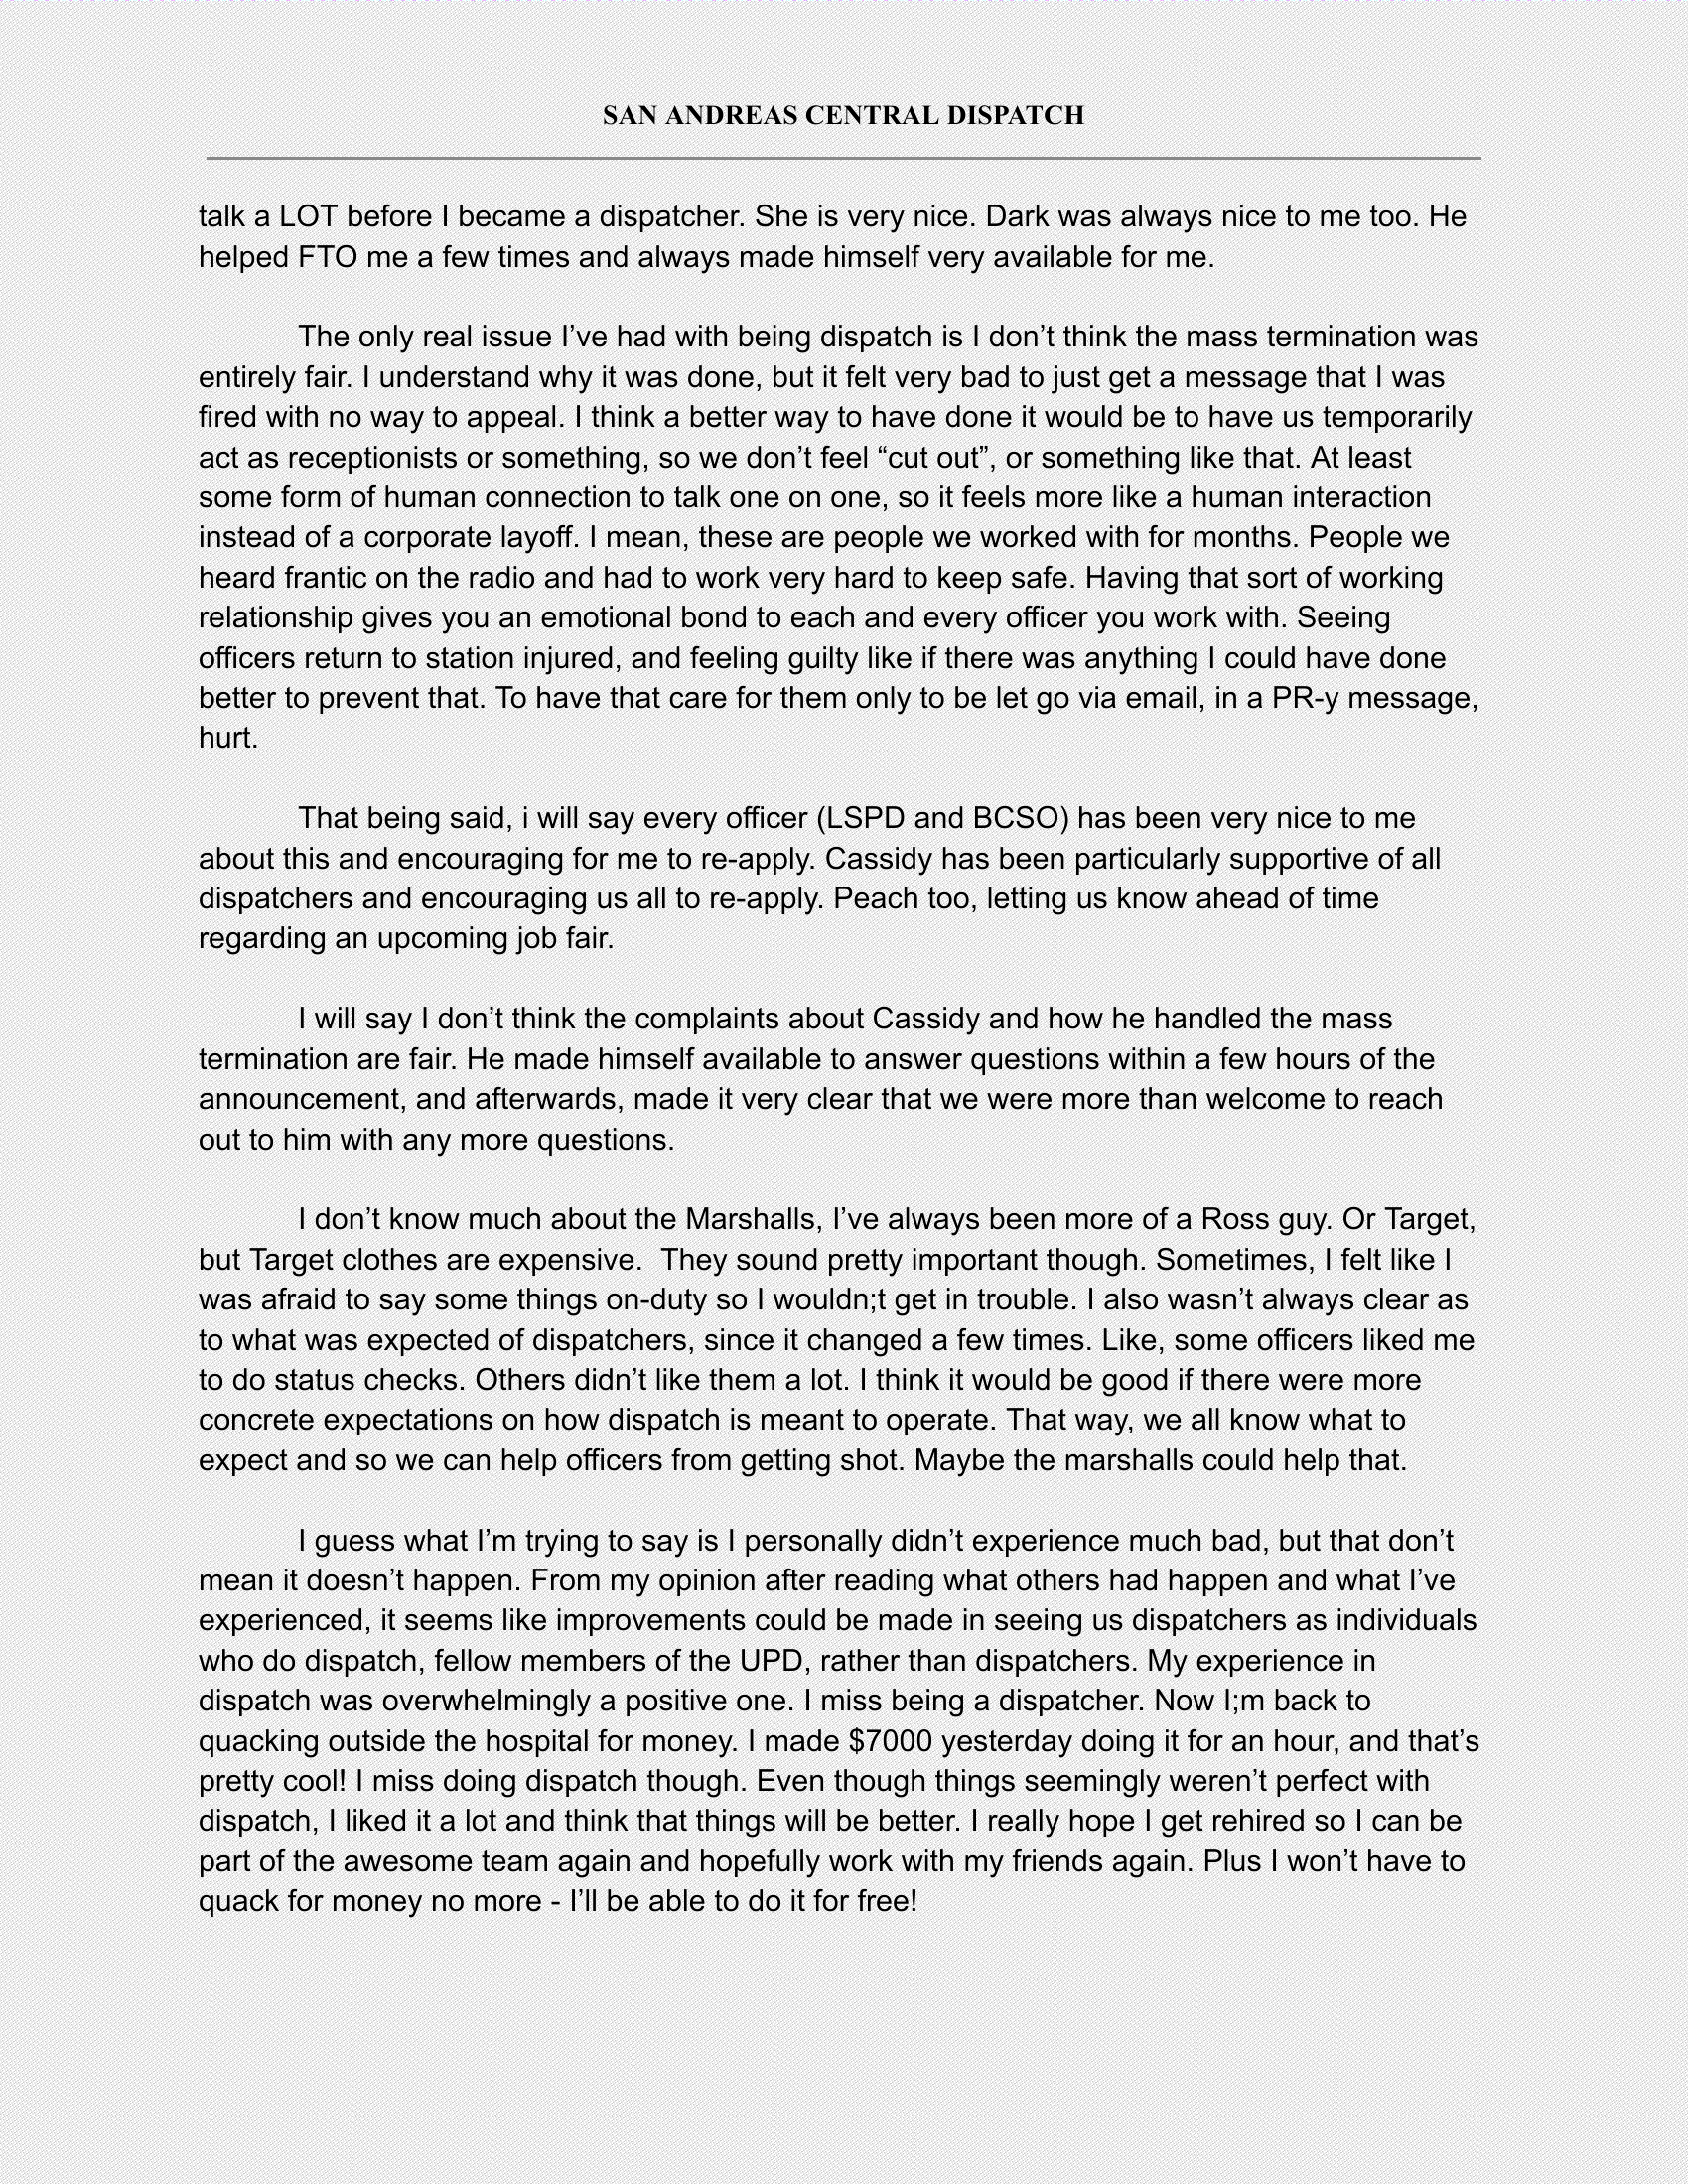 SAN ANDREAS CENTRAL DISPATCH
talk a LOT before I became a dispatcher. She is very nice. Dark was always nice to me too. He
helped FTO me a few times and always made himself very available for me.
The only real issue I’ve had with being dispatch is I don’t think the mass termination was
entirely fair. I understand why it was done, but it felt very bad to just get a message that I was
fired with no way to appeal. I think a better way to have done it would be to have us temporarily
act as receptionists or something, so we don’t feel “cut out”, or something like that. At least
some form of human connection to talk one on one, so it feels more like a human interaction
instead of a corporate layoff. I mean, these are people we worked with for months. People we
heard frantic on the radio and had to work very hard to keep safe. Having that sort of working
relationship gives you an emotional bond to each and every officer you work with. Seeing
officers return to station injured, and feeling guilty like if there was anything I could have done
better to prevent that. To have that care for them only to be let go via email, in a PR-y message,
hurt.
That being said, i will say every officer (LSPD and BCSO) has been very nice to me
about this and encouraging for me to re-apply. Cassidy has been particularly supportive of all
dispatchers and encouraging us all to re-apply. Peach too, letting us know ahead of time
regarding an upcoming job fair.
I will say I don’t think the complaints about Cassidy and how he handled the mass
termination are fair. He made himself available to answer questions within a few hours of the
announcement, and afterwards, made it very clear that we were more than welcome to reach
out to him with any more questions.
I don’t know much about the Marshalls, I’ve always been more of a Ross guy. Or Target,
but Target clothes are expensive.  They sound pretty important though. Sometimes, I felt like I
was afraid to say some things on-duty so I wouldn;t get in trouble. I also wasn’t always clear as
to what was expected of dispatchers, since it changed a few times. Like, some officers liked me
to do status checks. Others didn’t like them a lot. I think it would be good if there were more
concrete expectations on how dispatch is meant to operate. That way, we all know what to
expect and so we can help officers from getting shot. Maybe the marshalls could help that.
I guess what I’m trying to say is I personally didn’t experience much bad, but that don’t
mean it doesn’t happen. From my opinion after reading what others had happen and what I’ve
experienced, it seems like improvements could be made in seeing us dispatchers as individuals
who do dispatch, fellow members of the UPD, rather than dispatchers. My experience in
dispatch was overwhelmingly a positive one. I miss being a dispatcher. Now I;m back to
quacking outside the hospital for money. I made $7000 yesterday doing it for an hour, and that’s
pretty cool! I miss doing dispatch though. Even though things seemingly weren’t perfect with
dispatch, I liked it a lot and think that things will be better. I really hope I get rehired so I can be
part of the awesome team again and hopefully work with my friends again. Plus I won’t have to
quack for money no more - I’ll be able to do it for free!